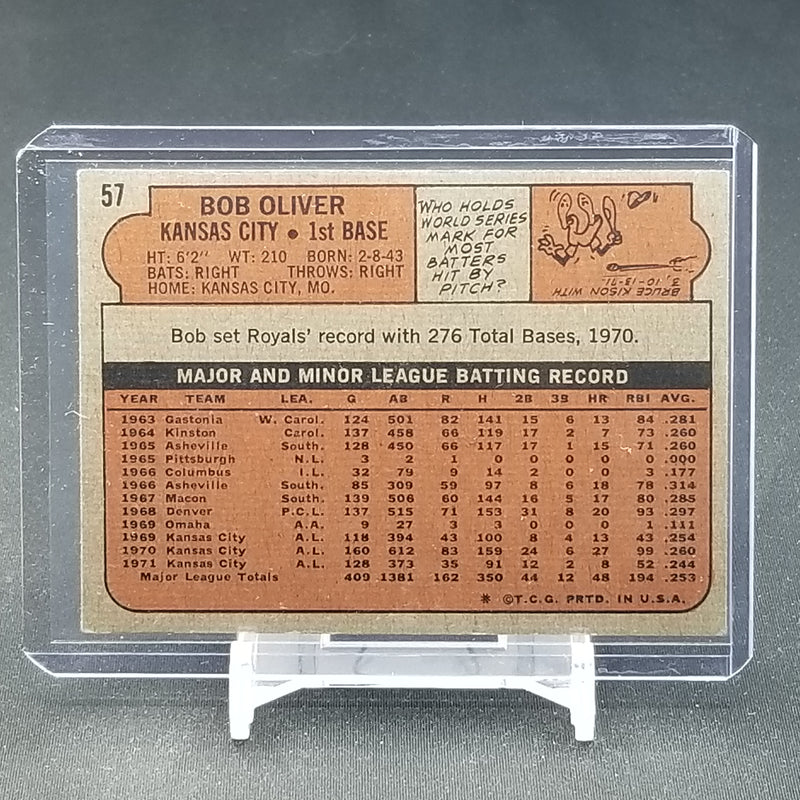 57
BOB OLIVER
KANSAS CITY • 1st BASE
HT: 6'2" WT: 210 BORN: 2-8-43
BATS: RIGHT THROWS: RIGHT
HOME: KANSAS CITY, MO.
WHO HOLDS
WORLD SERIES
MARK FOR
MOST
BATTERS
HIT BY
PITCH?
BRUCE KISON WITH
3, 10-13-71.
Bob set Royals' record with 276 Total Bases, 1970.
MAJOR AND MINOR LEAGUE BATTING RECORD
YEAR TEAM LEA. G AB R H 2B 3B HR RBI AVG.
1963 Gastonia W. Carol. 124 501 82 141 15 6 13 84 .281
1964 Kinston Carol. 137 458 66 119 17 2 7 73 .260
1965 Asheville South. 128 450 66 117 17 1 15 71 .260
1965 Pittsburgh N.L. 3 2 1 0 0 0 0 0 .000
1966 Columbus I.L. 32 79 9 14 2 0 0 3 .177
1966 Asheville South. 85 309 59 97 8 6 18 78 .314
1967 Macon South. 139 506 60 144 16 5 17 80 .285
1968 Denver P.C.L. 137 515 71 153 31 8 20 93 .297
1969 Omaha A.A. 9 27 3 3 0 0 0 1 .111
1969 Kansas City A.L. 118 394 43 100 8 4 13 43 .254
1970 Kansas City A.L. 160 612 83 159 24 6 27 99 .260
1971 Kansas City A.L. 128 373 35 91 12 2 8 52 .244
Major League Totals 409 1381 162 350 44 12 48 194 .253
* ©T.C.G. PRTD. IN U.S.A.